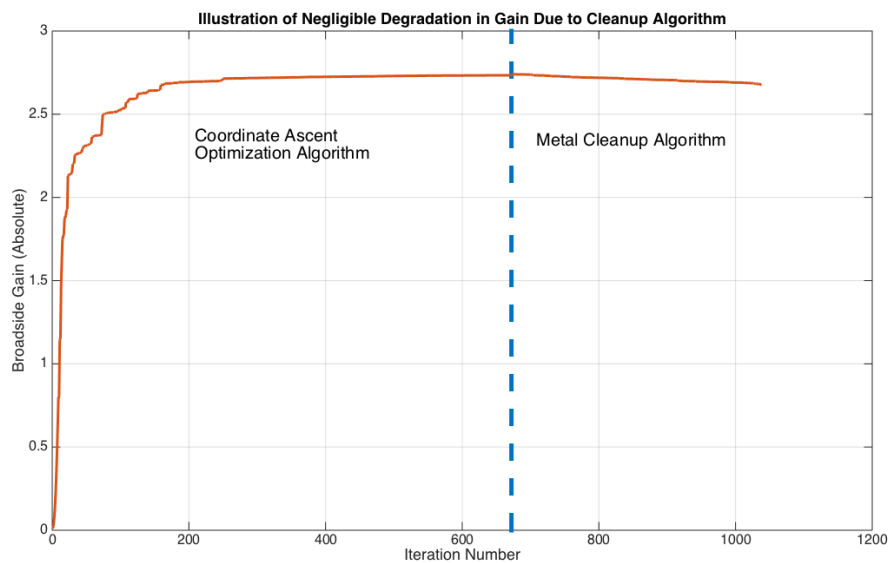 Illustration of Negligible Degradation in Gain Due to Cleanup Algorithm
3
2.5
2
1.5
1
0.5
0
Broadside Gain (Absolute)
Coordinate Ascent
Optimization Algorithm
Metal Cleanup Algorithm
0 200 400 600 800 1000 1200
Iteration Number